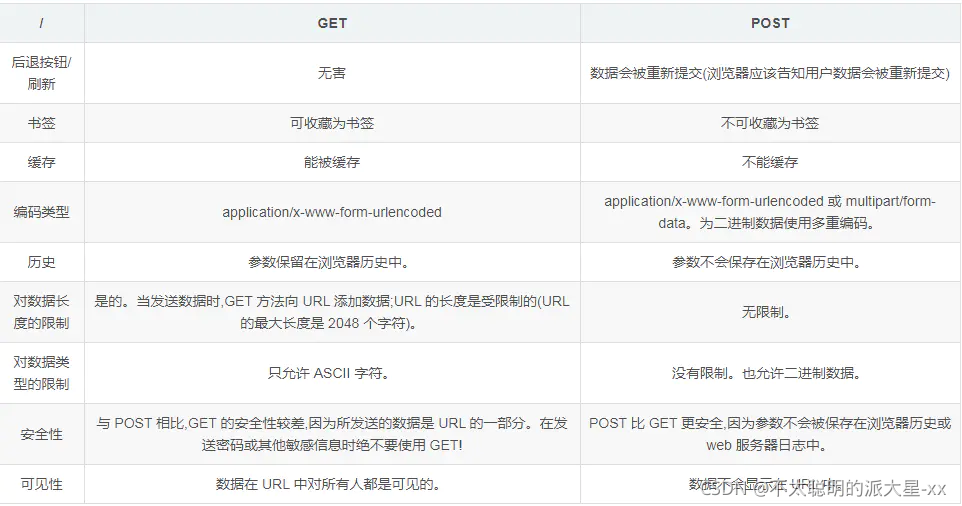 / GET POST
后退按钮/
刷新
无害
数据会被重新提交(浏览器应该告知用户数据会被重新提交)
书签 可收藏为书签 不可收藏为书签
缓存 能被缓存 不能缓存
编码类型
application/x-www-form-urlencoded
application/x-www-form-urlencoded 或 multipart/form-
data。为二进制数据使用多重编码。
历史 参数保留在浏览器历史中。 参数不会保存在浏览器历史中。
对数据长
度的限制
是的。当发送数据时,GET 方法向 URL 添加数据;URL 的长度是受限制的(URL
的最大长度是 2048 个字符)。
无限制。
对数据类
型的限制
只允许 ASCII 字符。
没有限制。也允许二进制数据。
安全性
与 POST 相比,GET 的安全性较差,因为所发送的数据是 URL 的一部分。在发
送密码或其他敏感信息时绝不要使用 GET!
POST 比 GET 更安全,因为参数不会被保存在浏览器历史或
web 服务器日志中。
可见性 数据在 URL 中对所有人都是可见的。 数据不会显示在 URL 中。
CSDN @不太聪明的派大星-xx